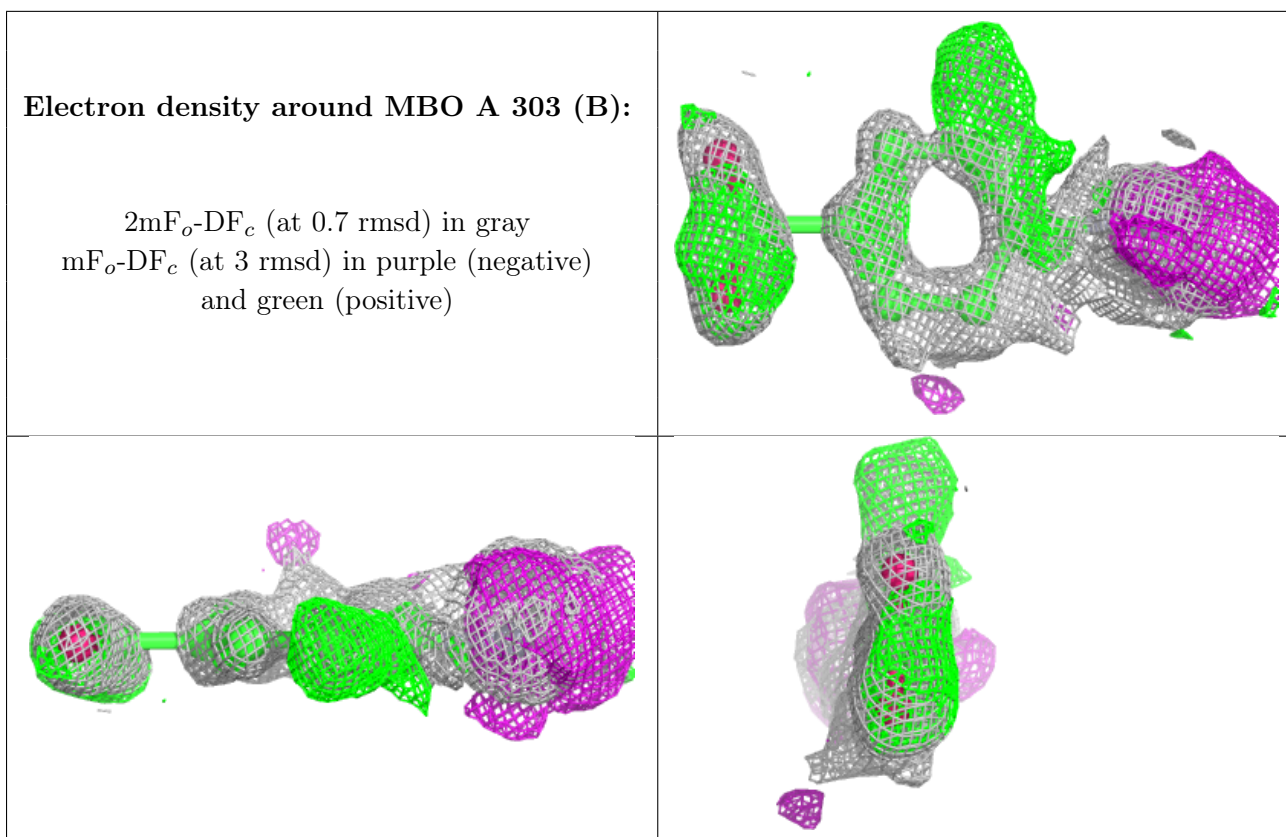 Electron density around MBO A 303 (B):
2mFₒ-DF𝒸 (at 0.7 rmsd) in gray
mFₒ-DF𝒸 (at 3 rmsd) in purple (negative)
and green (positive)